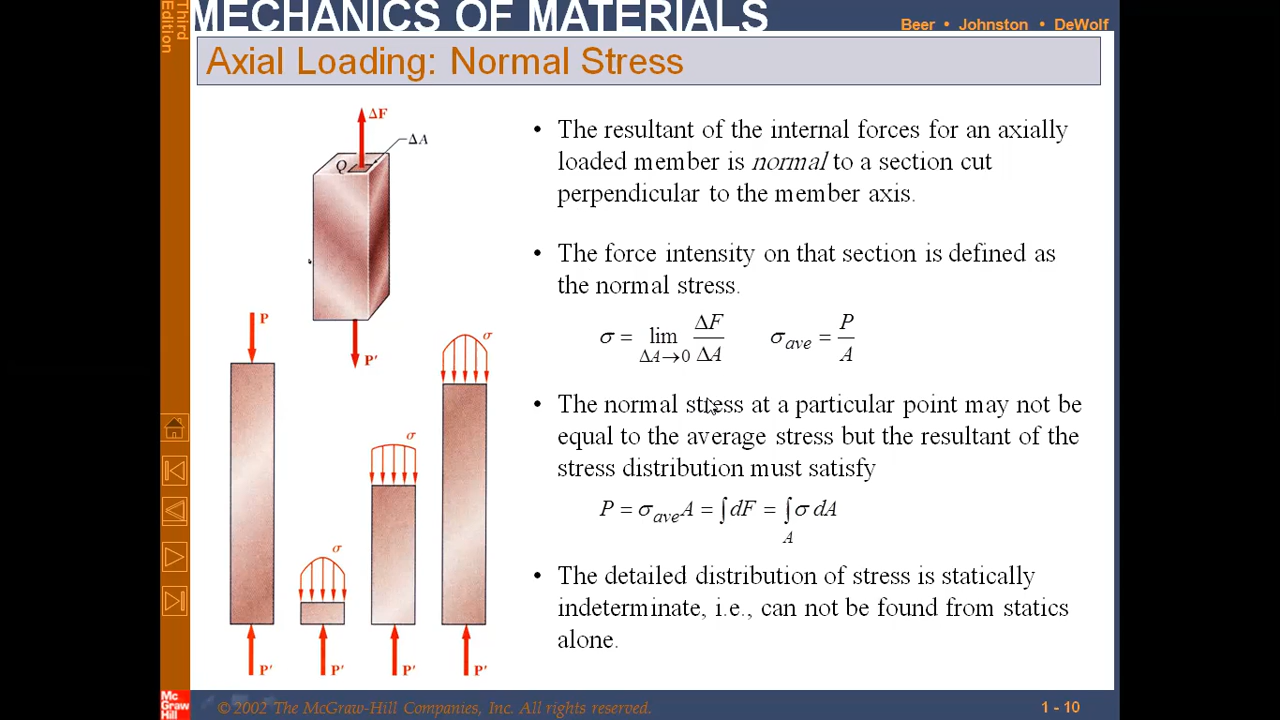 MECHANICS OF MATERIALS
Third
Edition
Beer • Johnston • DeWolf
Axial Loading: Normal Stress
ΔF
ΔA
Q
P'
P
P'
σ
P'
σ
P'
σ
P'
• The resultant of the internal forces for an axially
loaded member is normal to a section cut
perpendicular to the member axis.
• The force intensity on that section is defined as
the normal stress.
σ = lim ΔA→0 ΔF/ΔA   σave = P/A
• The normal stress at a particular point may not be
equal to the average stress but the resultant of the
stress distribution must satisfy
P = σave A = ∫ dF = ∫A σ dA
• The detailed distribution of stress is statically
indeterminate, i.e., can not be found from statics
alone.
Mc
Graw
Hill
© 2002 The McGraw-Hill Companies, Inc. All rights reserved.
1 - 10